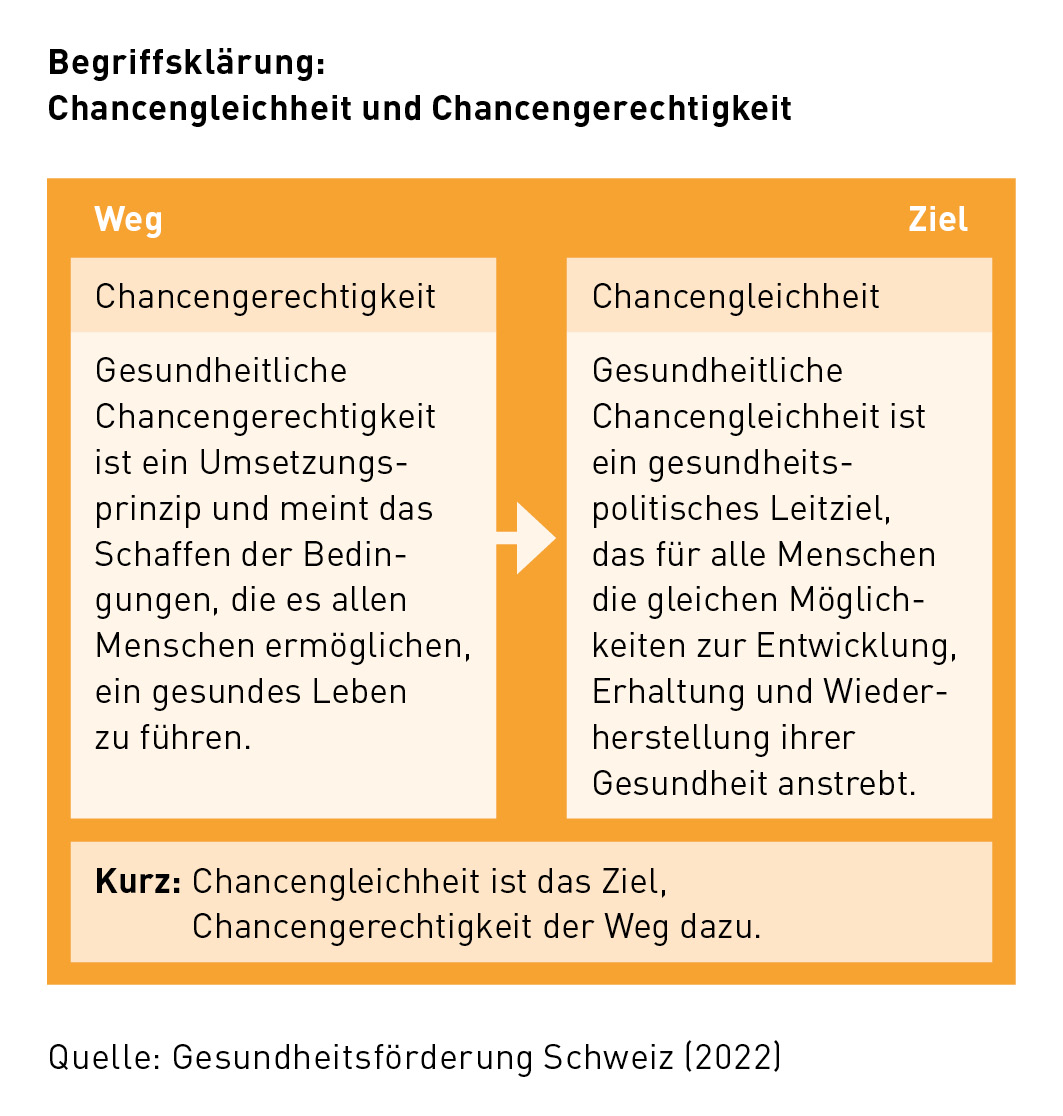 Begriffsklärung:
Chancengleichheit und Chancengerechtigkeit
Weg
Ziel
Chancengerechtigkeit
Gesundheitliche
Chancengerechtigkeit
ist ein Umsetzungs-
prinzip und meint das
Schaffen der Bedin-
gungen, die es allen
Menschen ermöglichen,
ein gesundes Leben
zu führen.
Chancengleichheit
Gesundheitliche
Chancengleichheit ist
ein gesundheits-
politisches Leitziel,
das für alle Menschen
die gleichen Möglich-
keiten zur Entwicklung,
Erhaltung und Wieder-
herstellung ihrer
Gesundheit anstrebt.
Kurz: Chancengleichheit ist das Ziel,
Chancengerechtigkeit der Weg dazu.
Quelle: Gesundheitsförderung Schweiz (2022)